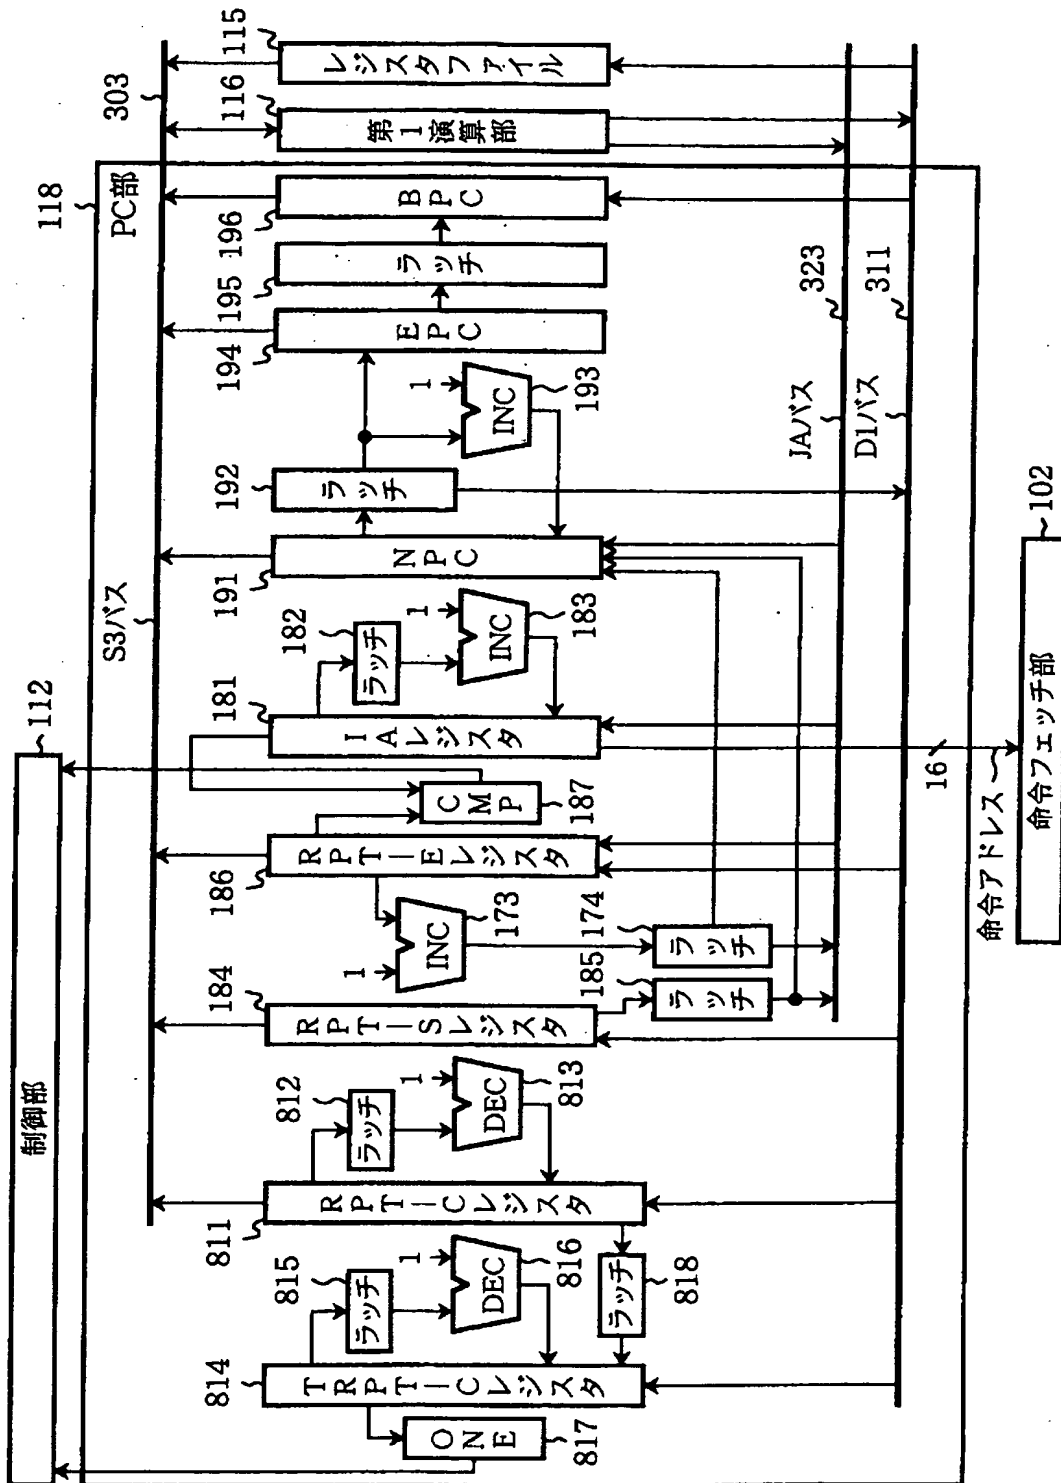 制御部
112
118
PC部
S3バス
303
814
TRPT-Cレジスタ
815
ラッチ
1
DEC
816
ONE
817
ラッチ
818
811
RPT-Cレジスタ
812
ラッチ
1
DEC
813
184
RPT-Sレジスタ
ラッチ
185
1
INC
173
ラッチ
174
186
RPT-Eレジスタ
CMP
187
181
IAレジスタ
182
ラッチ
1
INC
183
191
NPC
192
ラッチ
1
INC
193
194
EPC
195
ラッチ
196
BPC
116
第1演算部
115
レジスタファイル
JAバス
323
D1バス
311
16
命令アドレス
命令フェッチ部
102